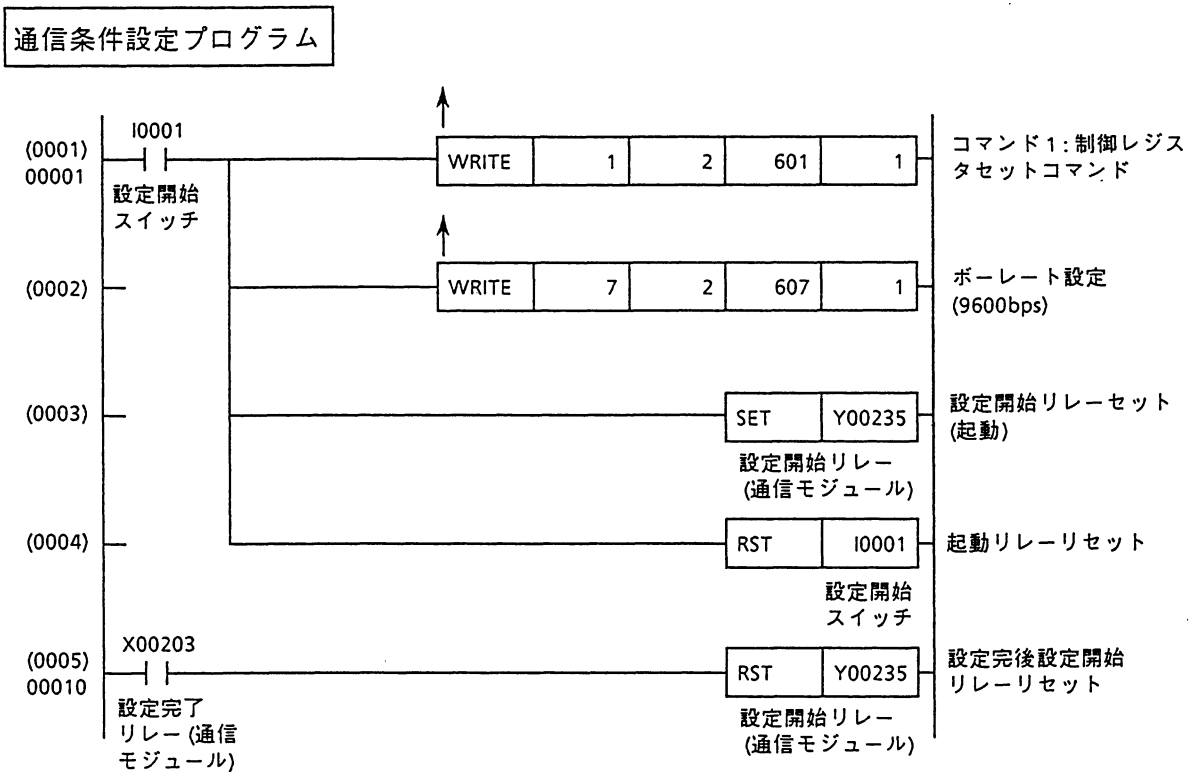 通信条件設定プログラム
I0001
(0001)
00001
WRITE 1 2 601 1
コマンド1:制御レジス
タセットコマンド
設定開始
スイッチ
(0002)
WRITE 7 2 607 1
ボーレート設定
(9600bps)
(0003)
SET Y00235
設定開始リレーセット
(起動)
設定開始リレー
(通信モジュール)
(0004)
RST I0001
起動リレーリセット
設定開始
スイッチ
X00203
(0005)
00010
RST Y00235
設定完後設定開始
リレーリセット
設定完了
リレー(通信
モジュール)
設定開始リレー
(通信モジュール)